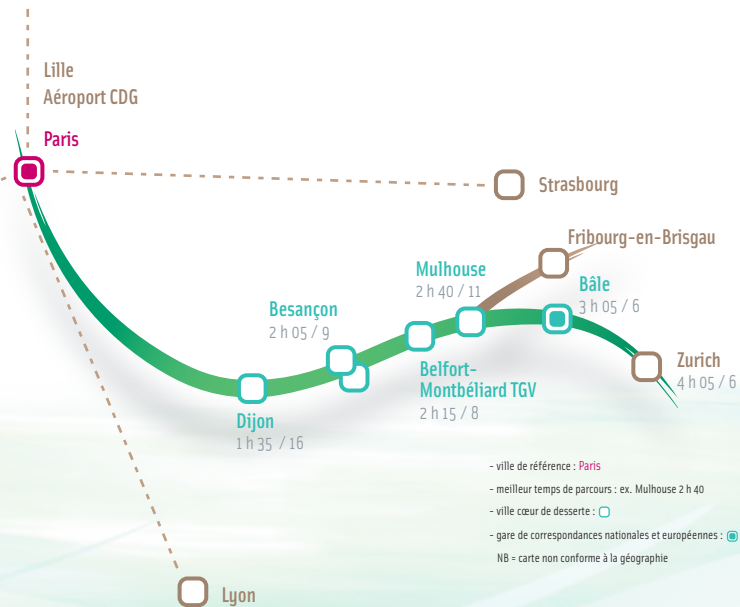 Lille
Aéroport CDG
Paris
Strasbourg
Fribourg-en-Brisgau
Mulhouse
2 h 40 / 11
Bâle
3 h 05 / 6
Besançon
2 h 05 / 9
Zurich
4 h 05 / 6
Belfort-
Montbéliard TGV
2 h 15 / 8
Dijon
1 h 35 / 16
- ville de référence : Paris
- meilleur temps de parcours : ex. Mulhouse 2 h 40
- ville cœur de desserte :
- gare de correspondances nationales et européennes :
NB = carte non conforme à la géographie
Lyon